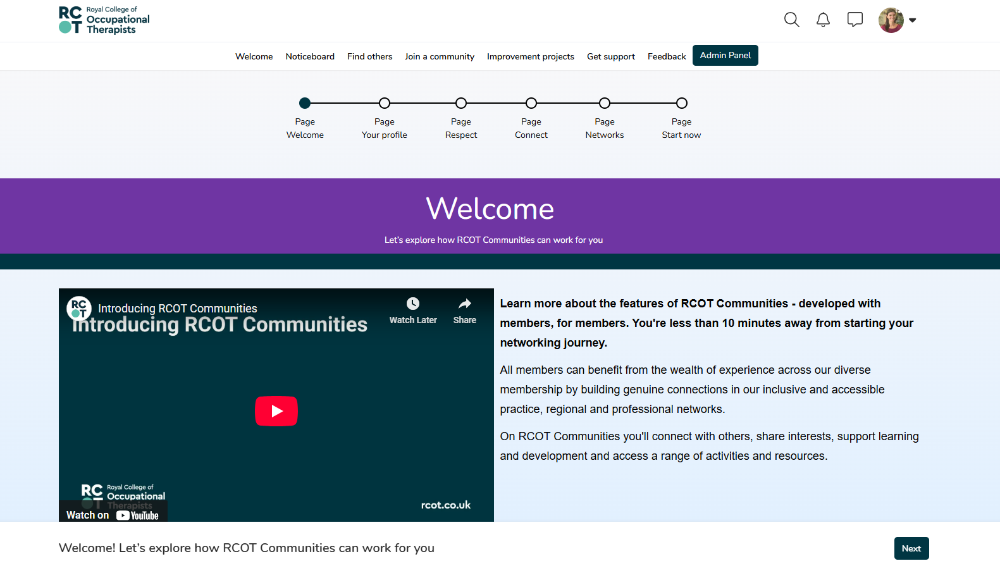 RC
OT
Royal College of
Occupational
Therapists
Welcome
Noticeboard
Find others
Join a community
Improvement projects
Get support
Feedback
Admin Panel
Page
Welcome
Page
Your profile
Page
Respect
Page
Connect
Page
Networks
Page
Start now
Welcome
Let’s explore how RCOT Communities can work for you
RC
T
Introducing RCOT Communities
Introducing RCOT Communities
Watch Later
Share
RC
T
Royal College of
Occupational
Therapists
rcot.co.uk
Watch on YouTube
Learn more about the features of RCOT Communities - developed with
members, for members. You're less than 10 minutes away from starting your
networking journey.
All members can benefit from the wealth of experience across our diverse
membership by building genuine connections in our inclusive and accessible
practice, regional and professional networks.
On RCOT Communities you'll connect with others, share interests, support learning
and development and access a range of activities and resources.
Welcome! Let’s explore how RCOT Communities can work for you
Next